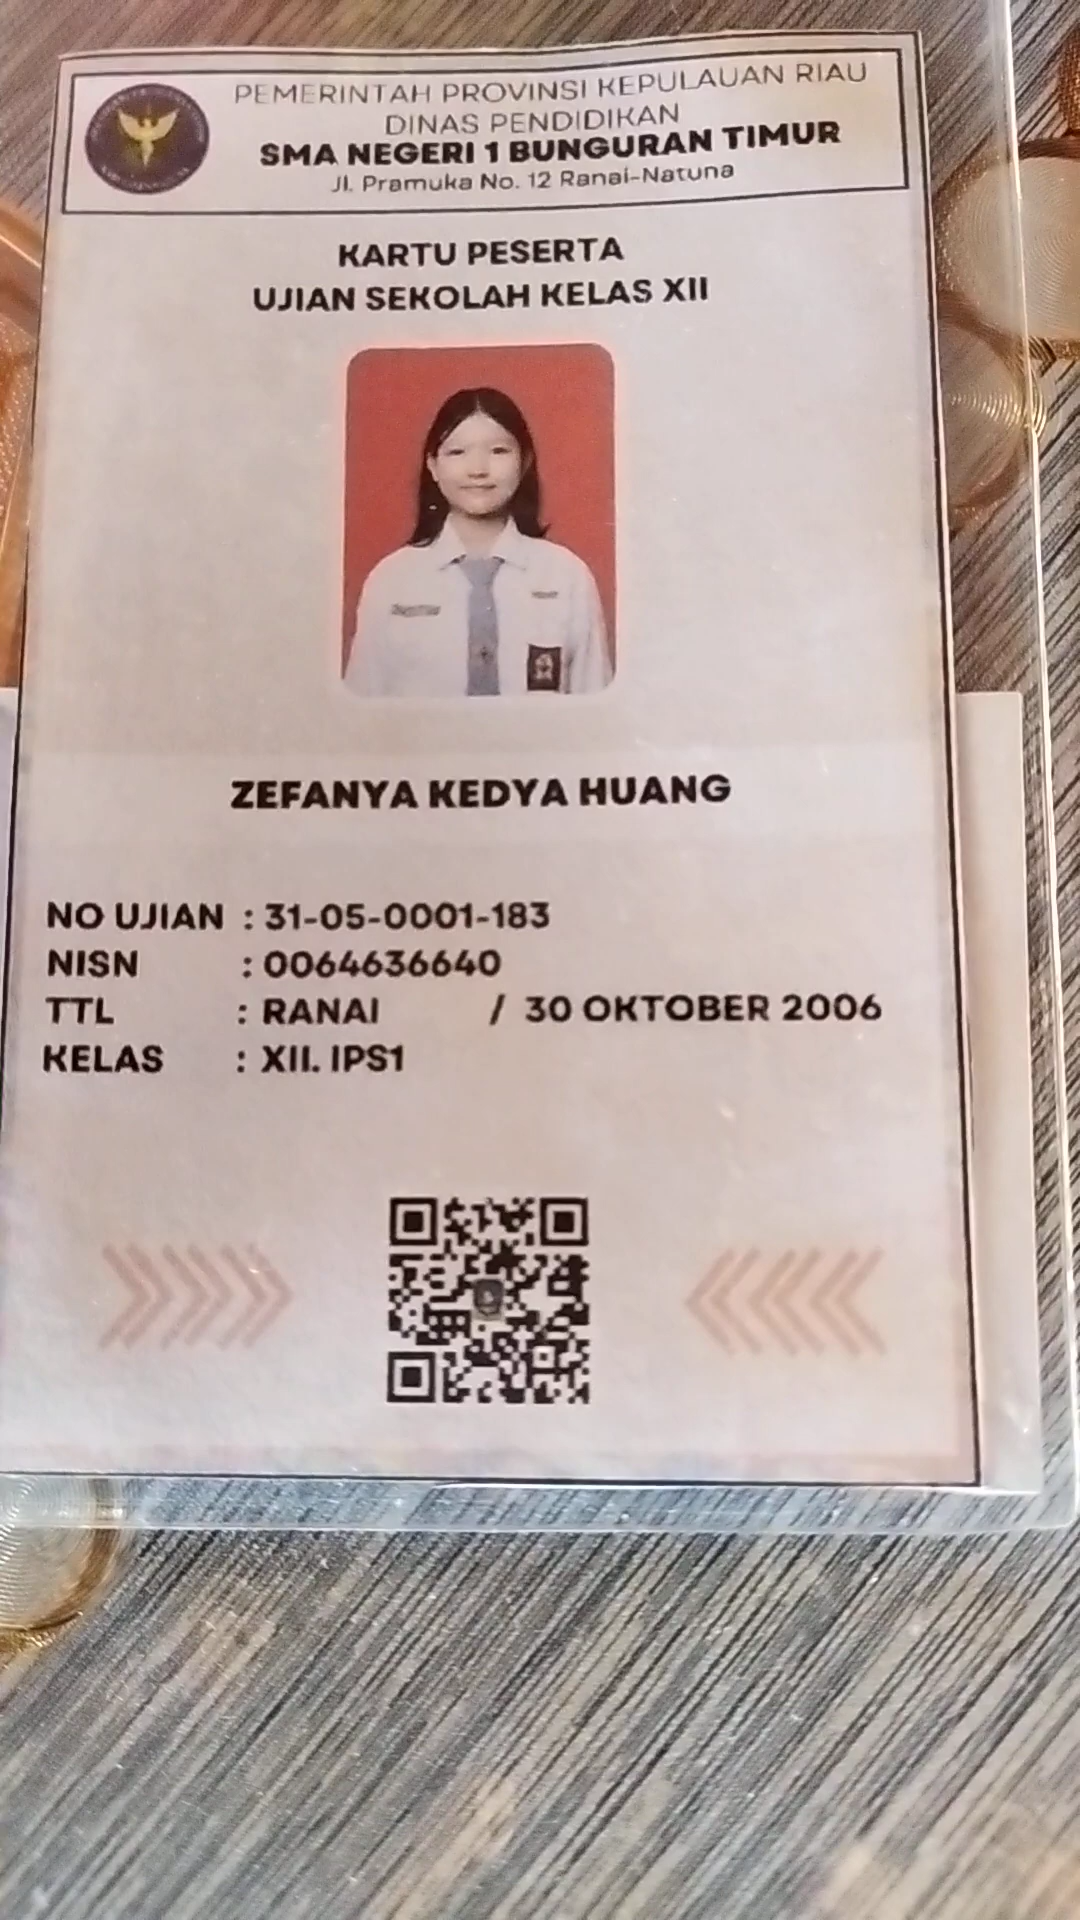 PEMERINTAH PROVINSI KEPULAUAN RIAU
DINAS PENDIDIKAN
SMA NEGERI 1 BUNGURAN TIMUR
Jl. Pramuka No. 12 Ranai-Natuna
KARTU PESERTA
UJIAN SEKOLAH KELAS XII
ZEFANYA KEDYA HUANG
NO UJIAN : 31-05-0001-183
NISN : 0064636640
TTL : RANAI / 30 OKTOBER 2006
KELAS : XII. IPS1